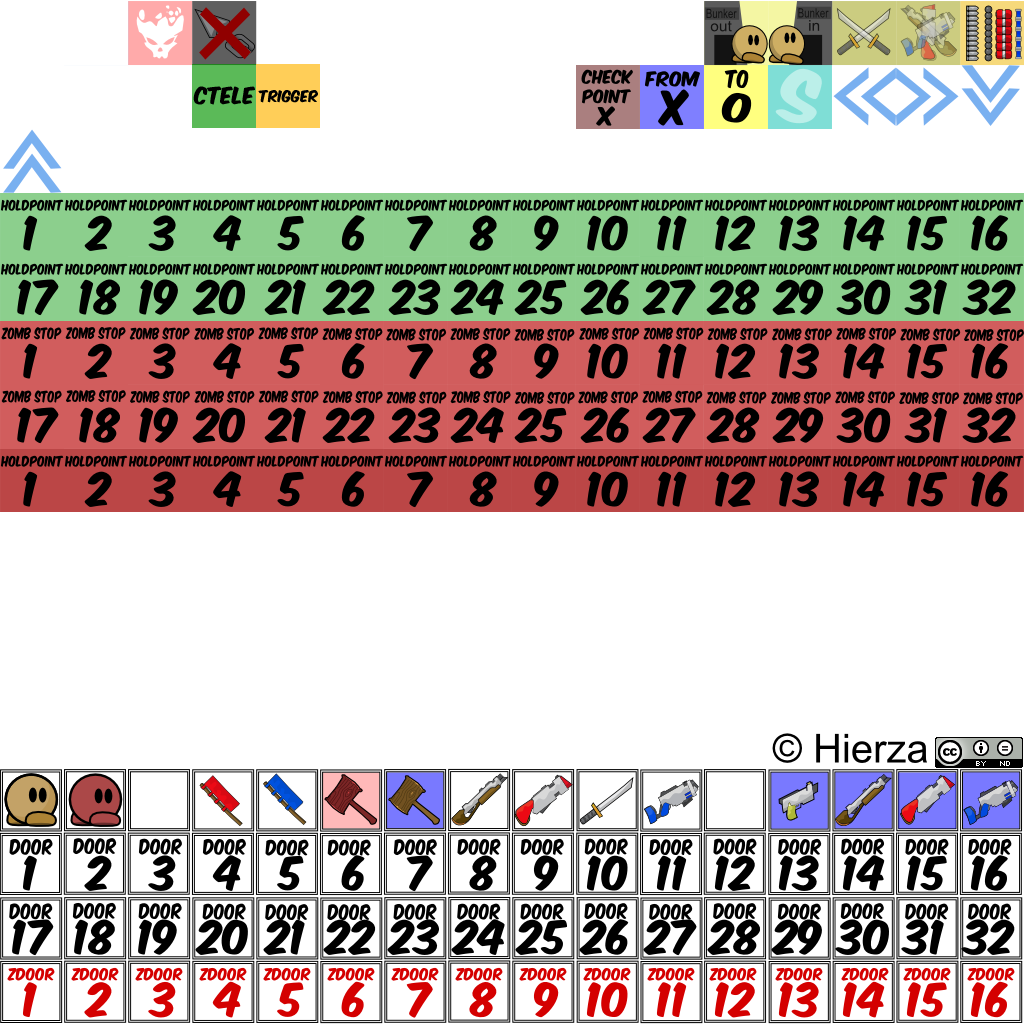 Bunker out Bunker in
CTELE TRIGGER CHECK POINT X FROM X TO O S
HOLDPOINT HOLDPOINT HOLDPOINT HOLDPOINT HOLDPOINT HOLDPOINT HOLDPOINT HOLDPOINT HOLDPOINT HOLDPOINT HOLDPOINT HOLDPOINT HOLDPOINT HOLDPOINT HOLDPOINT HOLDPOINT
1 2 3 4 5 6 7 8 9 10 11 12 13 14 15 16
HOLDPOINT HOLDPOINT HOLDPOINT HOLDPOINT HOLDPOINT HOLDPOINT HOLDPOINT HOLDPOINT HOLDPOINT HOLDPOINT HOLDPOINT HOLDPOINT HOLDPOINT HOLDPOINT HOLDPOINT HOLDPOINT
17 18 19 20 21 22 23 24 25 26 27 28 29 30 31 32
ZOMB STOP ZOMB STOP ZOMB STOP ZOMB STOP ZOMB STOP ZOMB STOP ZOMB STOP ZOMB STOP ZOMB STOP ZOMB STOP ZOMB STOP ZOMB STOP ZOMB STOP ZOMB STOP ZOMB STOP ZOMB STOP
1 2 3 4 5 6 7 8 9 10 11 12 13 14 15 16
ZOMB STOP ZOMB STOP ZOMB STOP ZOMB STOP ZOMB STOP ZOMB STOP ZOMB STOP ZOMB STOP ZOMB STOP ZOMB STOP ZOMB STOP ZOMB STOP ZOMB STOP ZOMB STOP ZOMB STOP ZOMB STOP
17 18 19 20 21 22 23 24 25 26 27 28 29 30 31 32
HOLDPOINT HOLDPOINT HOLDPOINT HOLDPOINT HOLDPOINT HOLDPOINT HOLDPOINT HOLDPOINT HOLDPOINT HOLDPOINT HOLDPOINT HOLDPOINT HOLDPOINT HOLDPOINT HOLDPOINT HOLDPOINT
1 2 3 4 5 6 7 8 9 10 11 12 13 14 15 16
© Hierza cc BY ND
DOOR DOOR DOOR DOOR DOOR DOOR DOOR DOOR DOOR DOOR DOOR DOOR DOOR DOOR DOOR DOOR
1 2 3 4 5 6 7 8 9 10 11 12 13 14 15 16
DOOR DOOR DOOR DOOR DOOR DOOR DOOR DOOR DOOR DOOR DOOR DOOR DOOR DOOR DOOR DOOR
17 18 19 20 21 22 23 24 25 26 27 28 29 30 31 32
ZDOOR ZDOOR ZDOOR ZDOOR ZDOOR ZDOOR ZDOOR ZDOOR ZDOOR ZDOOR ZDOOR ZDOOR ZDOOR ZDOOR ZDOOR ZDOOR
1 2 3 4 5 6 7 8 9 10 11 12 13 14 15 16